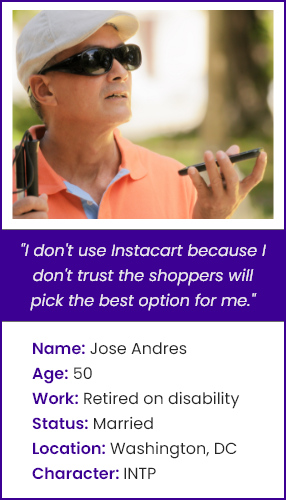 "I don't use Instacart because I
don't trust the shoppers will
pick the best option for me."
Name: Jose Andres
Age: 50
Work: Retired on disability
Status: Married
Location: Washington, DC
Character: INTP